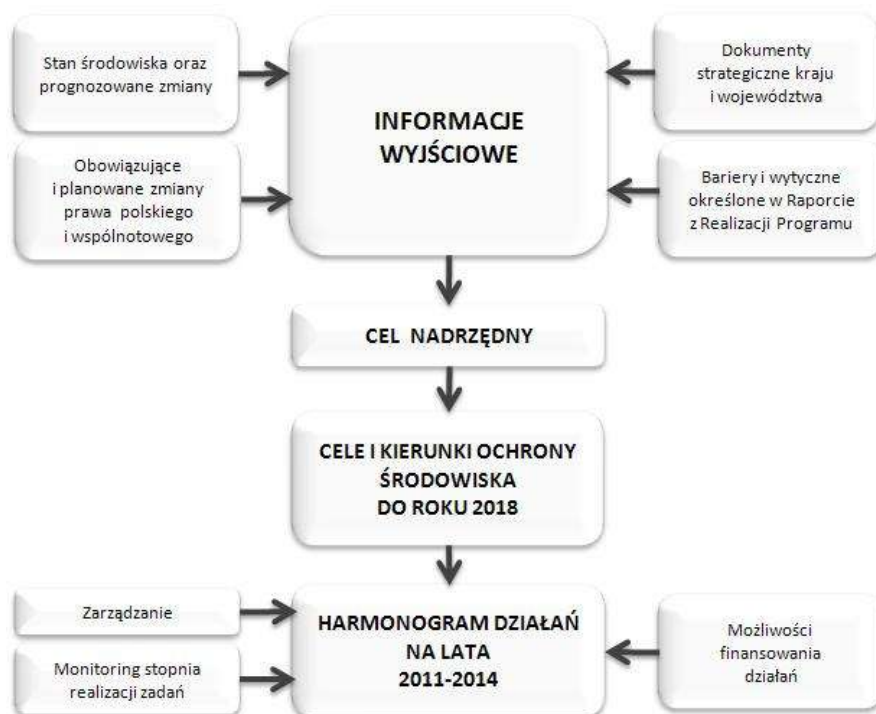 Stan środowiska oraz
prognozowane zmiany
Obowiązujące
i planowane zmiany
prawa polskiego
i wspólnotowego
INFORMACJE
WYJŚCIOWE
Dokumenty
strategiczne kraju
i województwa
Bariery i wytyczne
określone w Raporcie
z Realizacji Programu
CEL NADRZĘDNY
CELE I KIERUNKI OCHRONY
ŚRODOWISKA
DO ROKU 2018
Zarządzanie
Monitoring stopnia
realizacji zadań
HARMONOGRAM DZIAŁAŃ
NA LATA
2011-2014
Możliwości
finansowania
działań